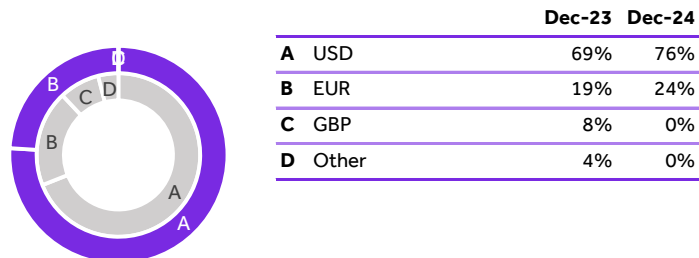 Dec-23 Dec-24
A USD 69% 76%
B EUR 19% 24%
C GBP 8% 0%
D Other 4% 0%
D
B
C D
B
A
A